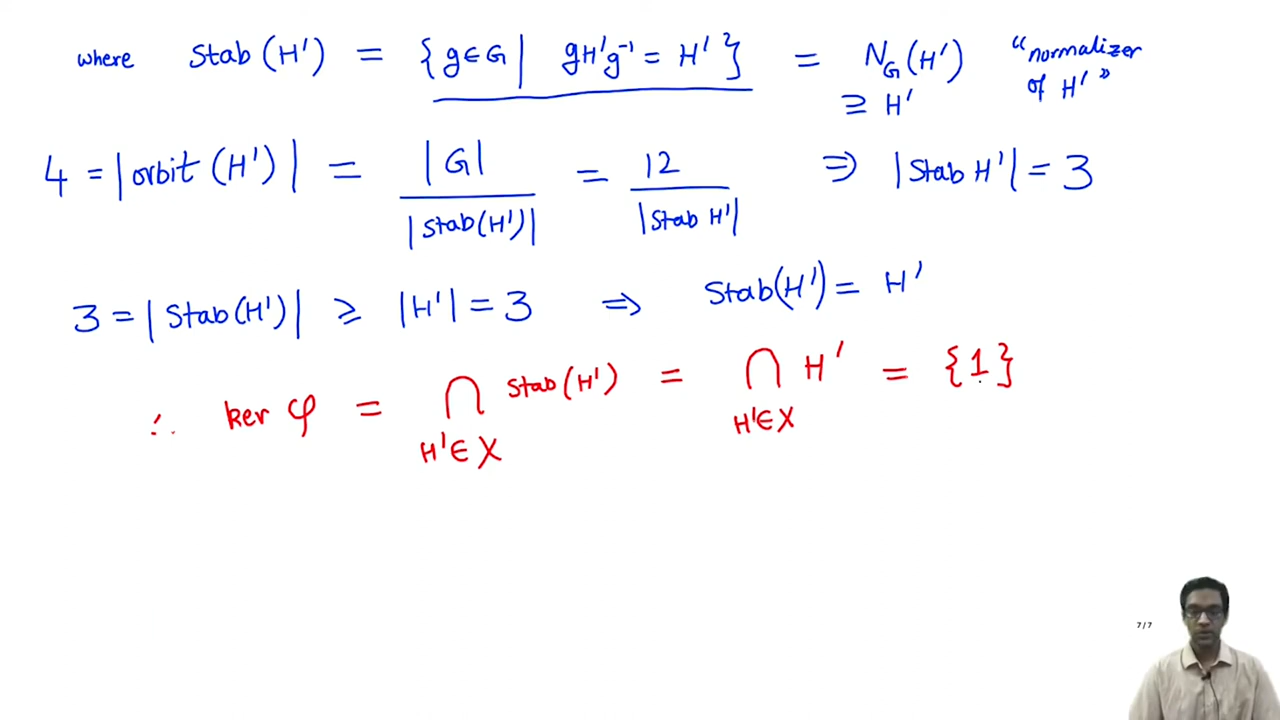 where Stab(H') = {g∈G | gH'g⁻¹ = H'} = N_G(H') "normalizer
≥ H' of H'"
4 = |orbit(H')| = |G| / |Stab(H')| = 12 / |Stab H'| ⇒ |Stab H'| = 3
3 = |Stab(H')| ≥ |H'| = 3 ⇒ Stab(H') = H'
∴ ker φ = ⋂_{H'∈X} Stab(H') = ⋂_{H'∈X} H' = {1}
7/7